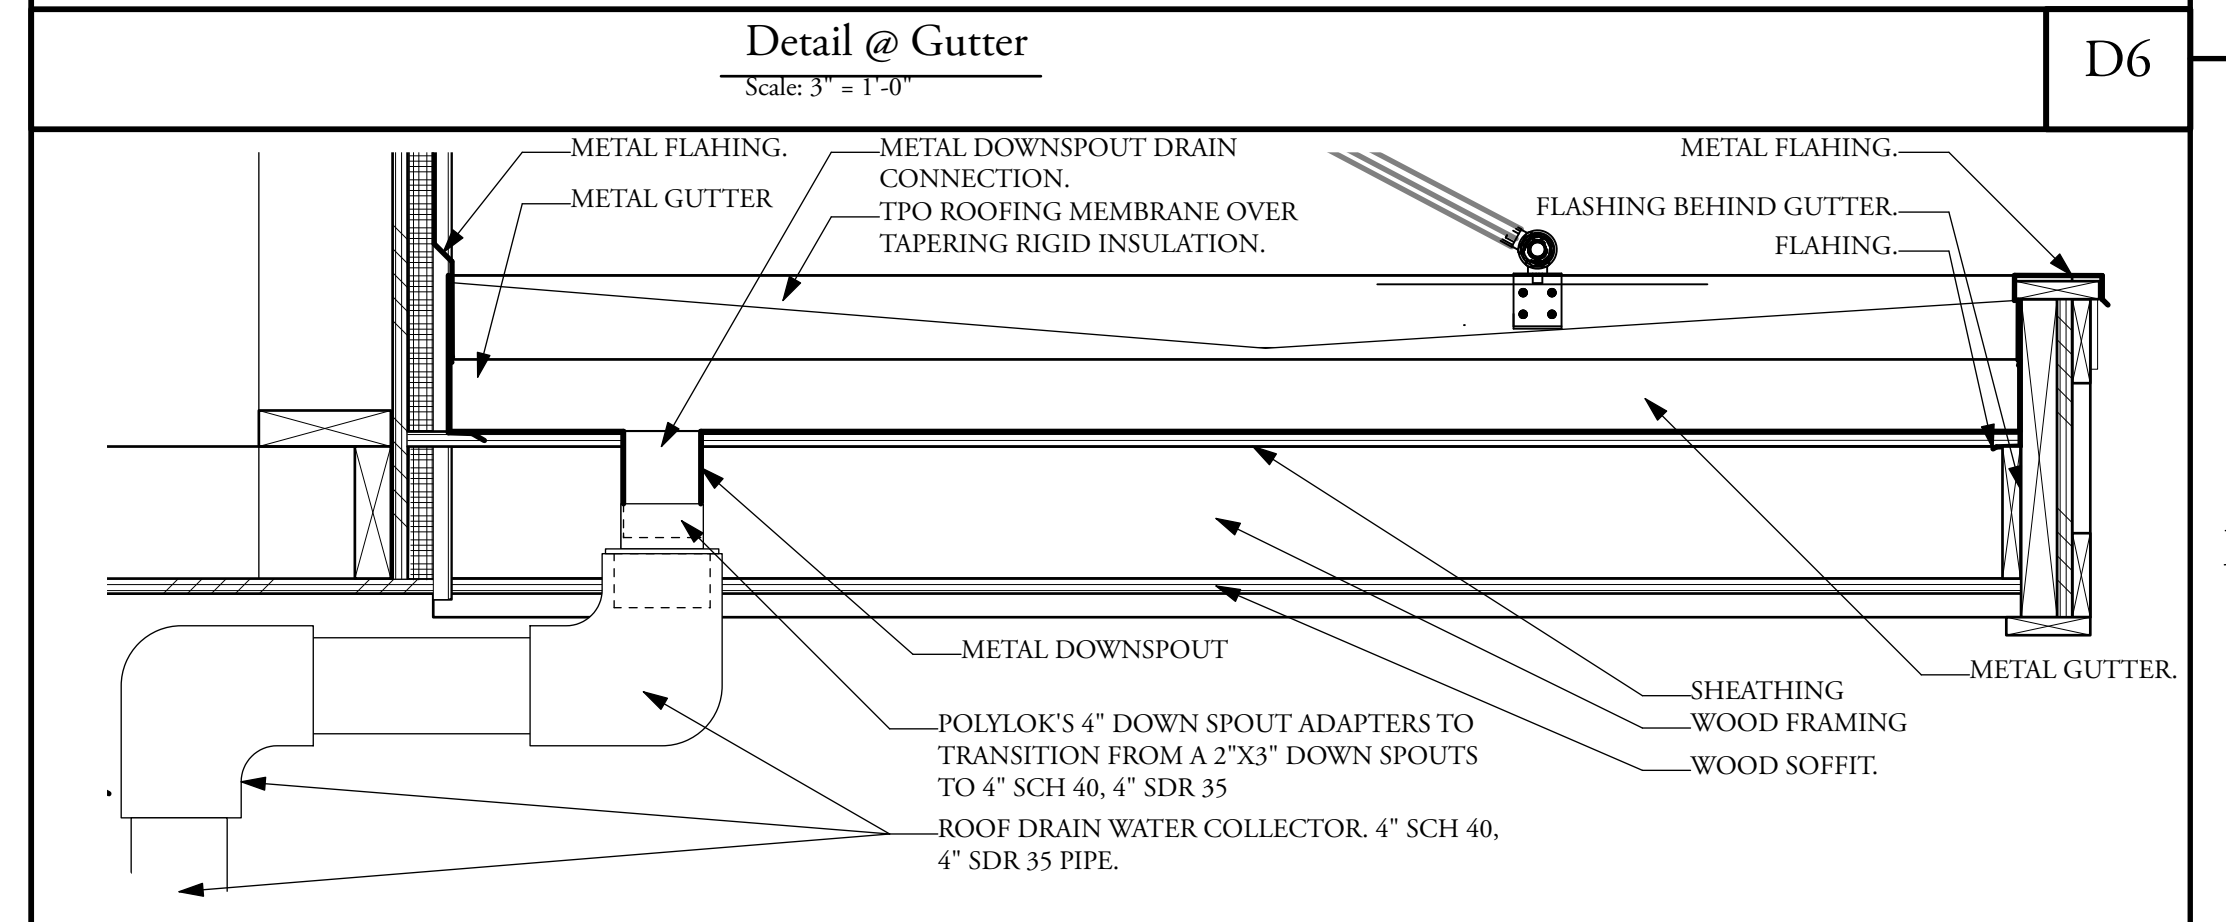 Detail @ Gutter
Scale: 3" = 1'-0"
D6
METAL FLAHING.
METAL GUTTER
METAL DOWNSPOUT DRAIN
CONNECTION.
TPO ROOFING MEMBRANE OVER
TAPERING RIGID INSULATION.
METAL FLAHING.
FLASHING BEHIND GUTTER.
FLAHING.
METAL DOWNSPOUT
POLYLOK'S 4" DOWN SPOUT ADAPTERS TO
TRANSITION FROM A 2"X3" DOWN SPOUTS
TO 4" SCH 40, 4" SDR 35
ROOF DRAIN WATER COLLECTOR. 4" SCH 40,
4" SDR 35 PIPE.
METAL GUTTER.
SHEATHING
WOOD FRAMING
WOOD SOFFIT.